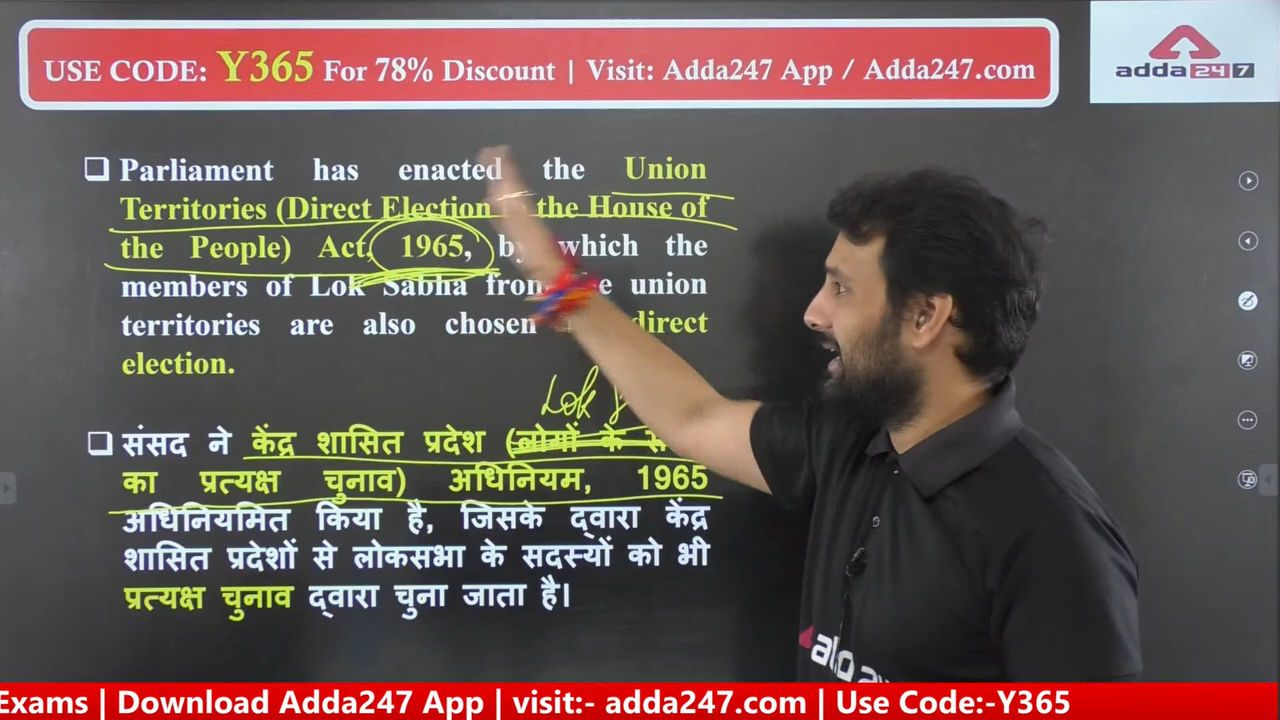 USE CODE: Y365 For 78% Discount | Visit: Adda247 App / Adda247.com
adda247
Parliament has enacted the Union
Territories (Direct Election the House of
the People) Act, 1965, by which the
members of Lok Sabha from union
territories are also chosen direct
election.
Lok
संसद ने केंद्र शासित प्रदेश (लोगों के
का प्रत्यक्ष चुनाव) अधिनियम, 1965
अधिनियमित किया है, जिसके द्वारा केंद्र
शासित प्रदेशों से लोकसभा के सदस्यों को भी
प्रत्यक्ष चुनाव द्वारा चुना जाता है।
Exams | Download Adda247 App | visit:- adda247.com | Use Code:-Y365